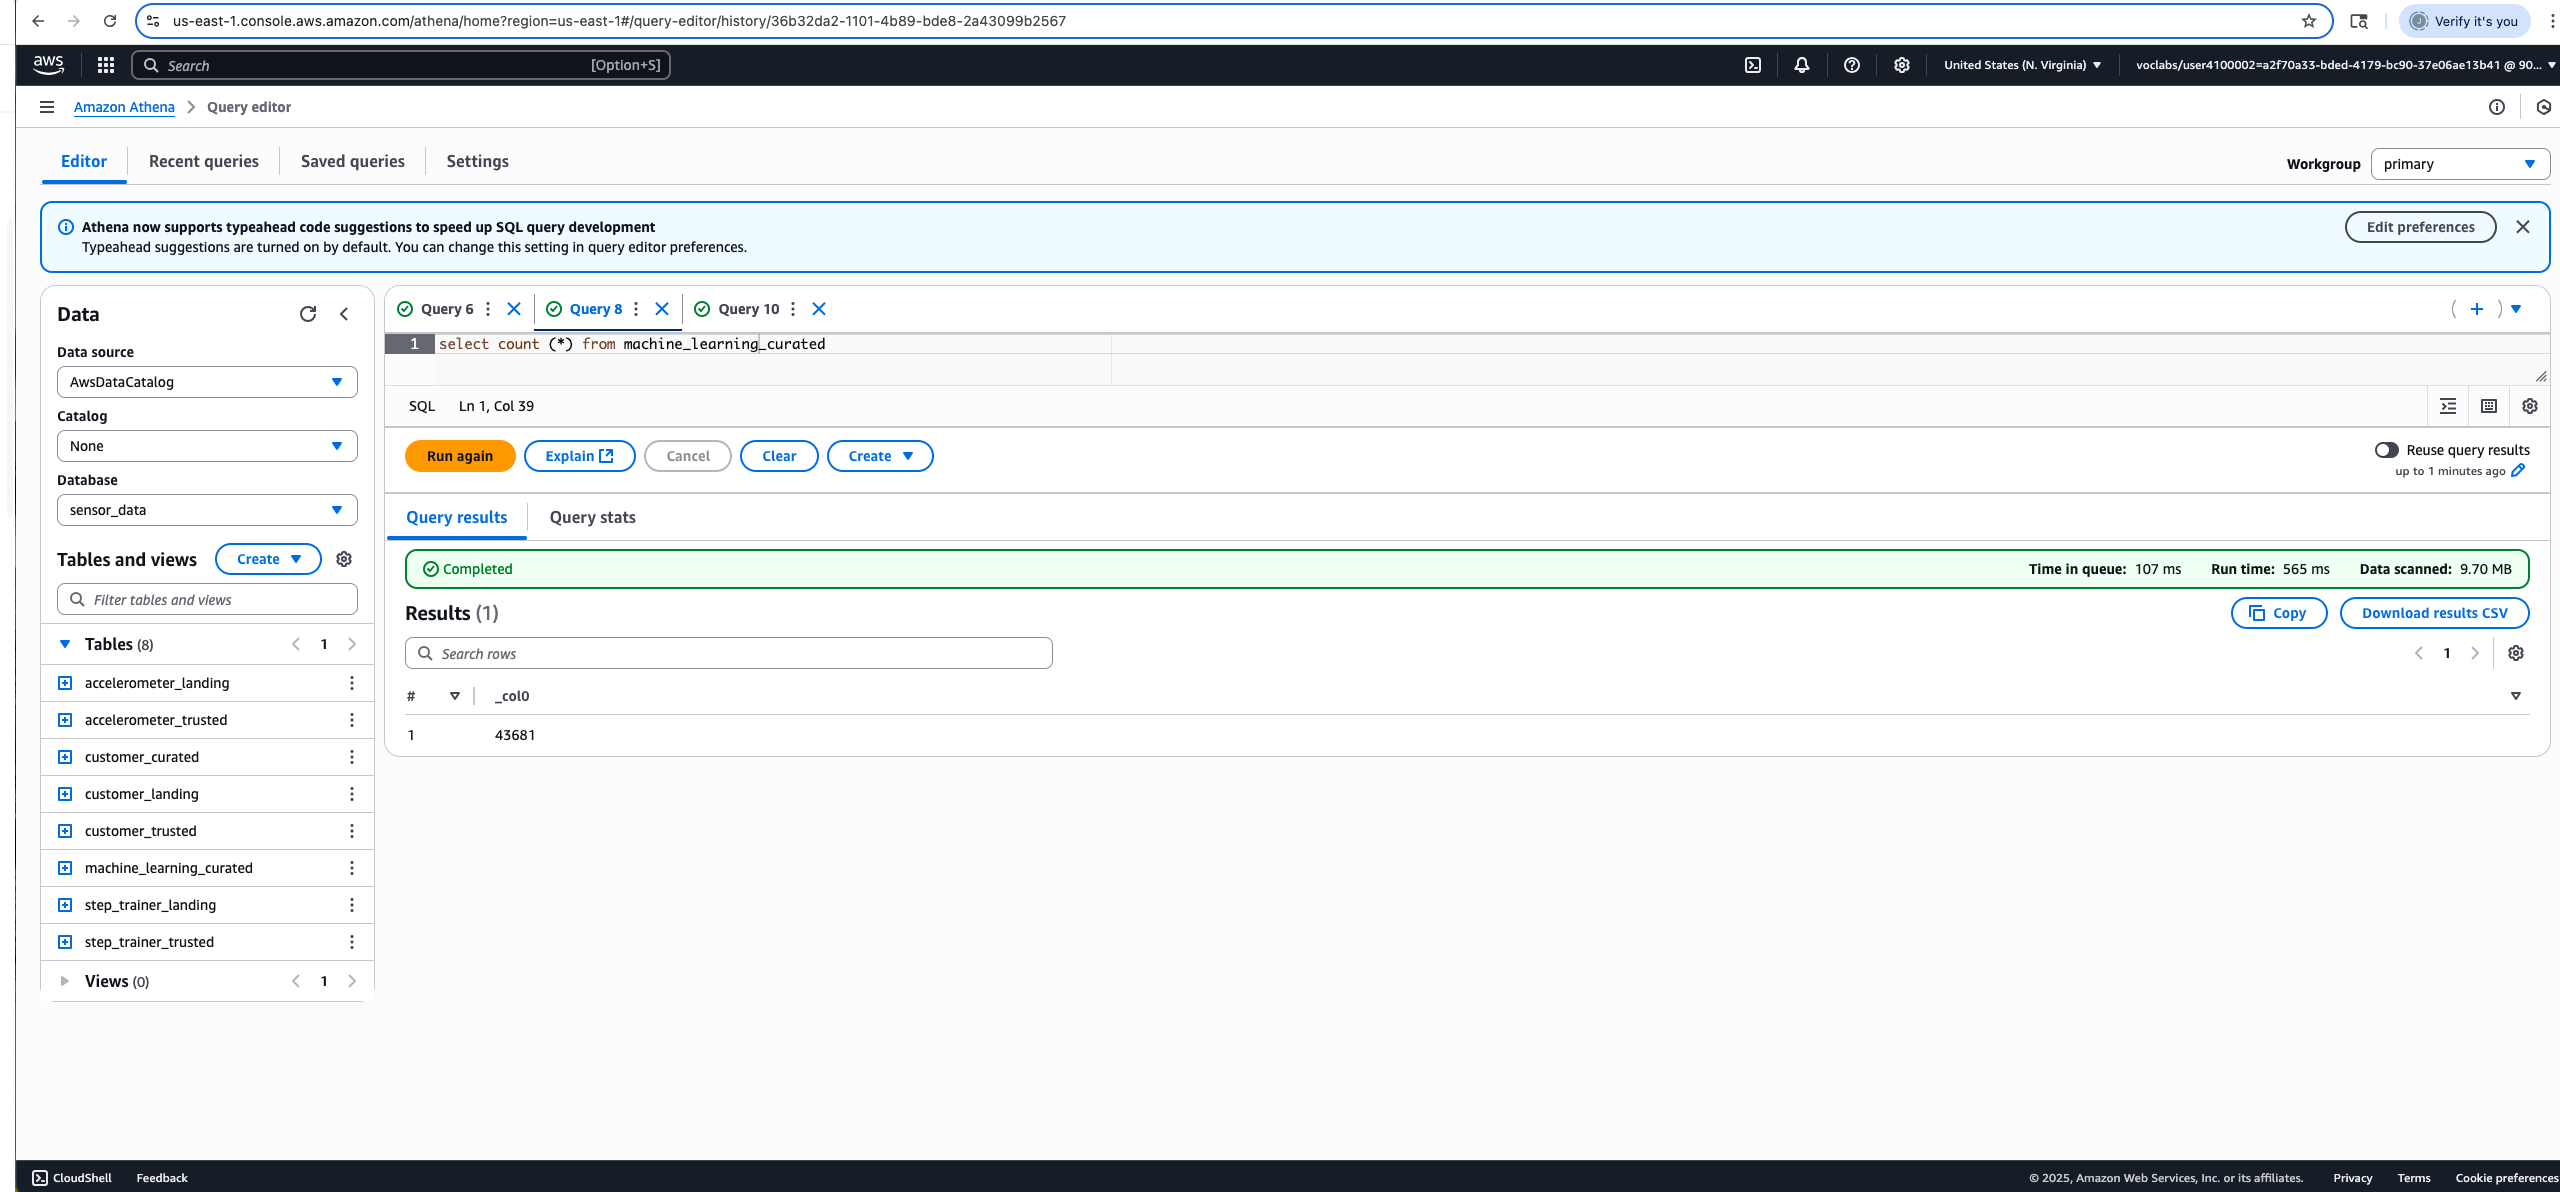 us-east-1.console.aws.amazon.com/athena/home?region=us-east-1#/query-editor/history/36b32da2-1101-4b89-bde8-2a43099b2567
J Verify it's you
aws Search [Option+S] United States (N. Virginia) voclabs/user4100002=a2f70a33-bded-4179-bc90-37e06ae13b41 @ 90...
Amazon Athena > Query editor
Editor Recent queries Saved queries Settings
Workgroup primary
Athena now supports typeahead code suggestions to speed up SQL query development
Typeahead suggestions are turned on by default. You can change this setting in query editor preferences.
Edit preferences
Data
Data source
AwsDataCatalog
Catalog
None
Database
sensor_data
Tables and views Create
Filter tables and views
Tables (8) 1
accelerometer_landing
accelerometer_trusted
customer_curated
customer_landing
customer_trusted
machine_learning_curated
step_trainer_landing
step_trainer_trusted
Views (0) 1
Query 6 Query 8 Query 10
1 select count (*) from machine_learning_curated
SQL Ln 1, Col 39
Run again Explain Cancel Clear Create
Reuse query results
up to 1 minutes ago
Query results Query stats
Completed Time in queue: 107 ms Run time: 565 ms Data scanned: 9.70 MB
Results (1) Copy Download results CSV
Search rows 1
# _col0
1 43681
CloudShell Feedback © 2025, Amazon Web Services, Inc. or its affiliates. Privacy Terms Cookie preferences